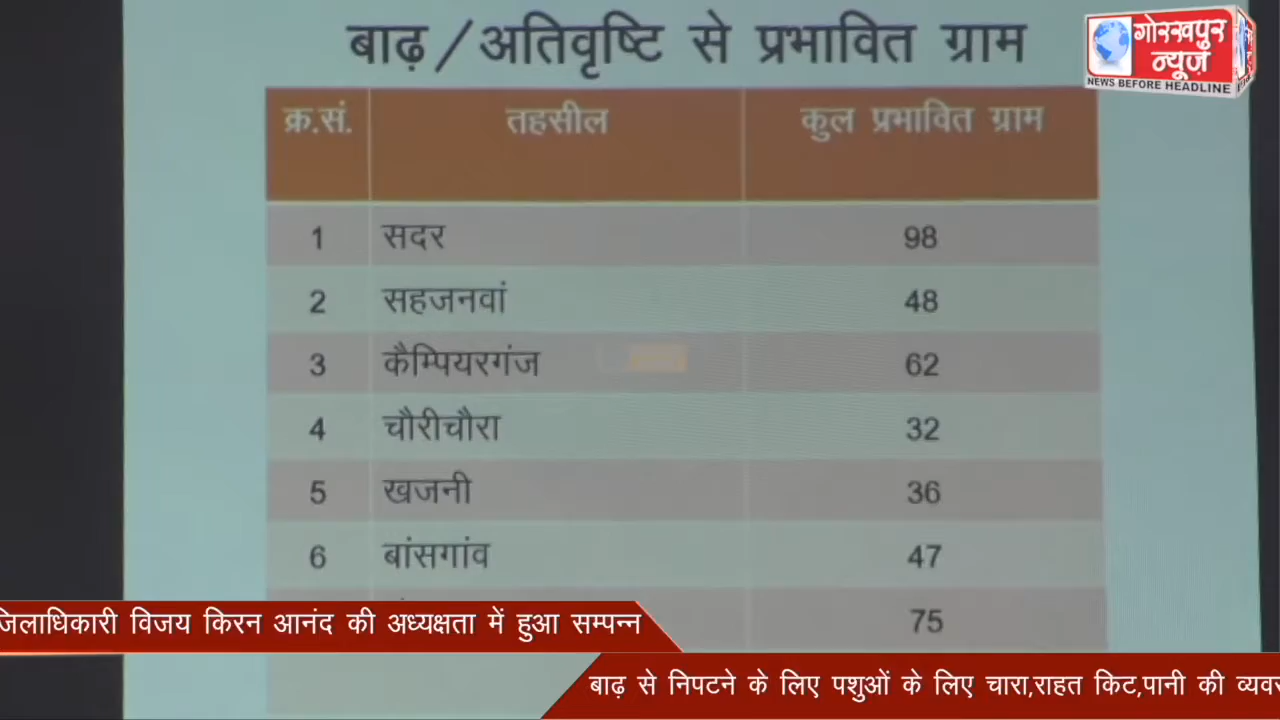 बाढ़/अतिवृष्टि से प्रभावित ग्राम
गोरखपुर
न्यूज़
NEWS BEFORE HEADLINE
क्र.सं. तहसील कुल प्रभावित ग्राम
1 सदर 98
2 सहजनवां 48
3 कैम्पियरगंज 62
4 चौरीचौरा 32
5 खजनी 36
6 बांसगांव 47
75
जिलाधिकारी विजय किरन आनंद की अध्यक्षता में हुआ सम्पन्न
बाढ़ से निपटने के लिए पशुओं के लिए चारा,राहत किट,पानी की